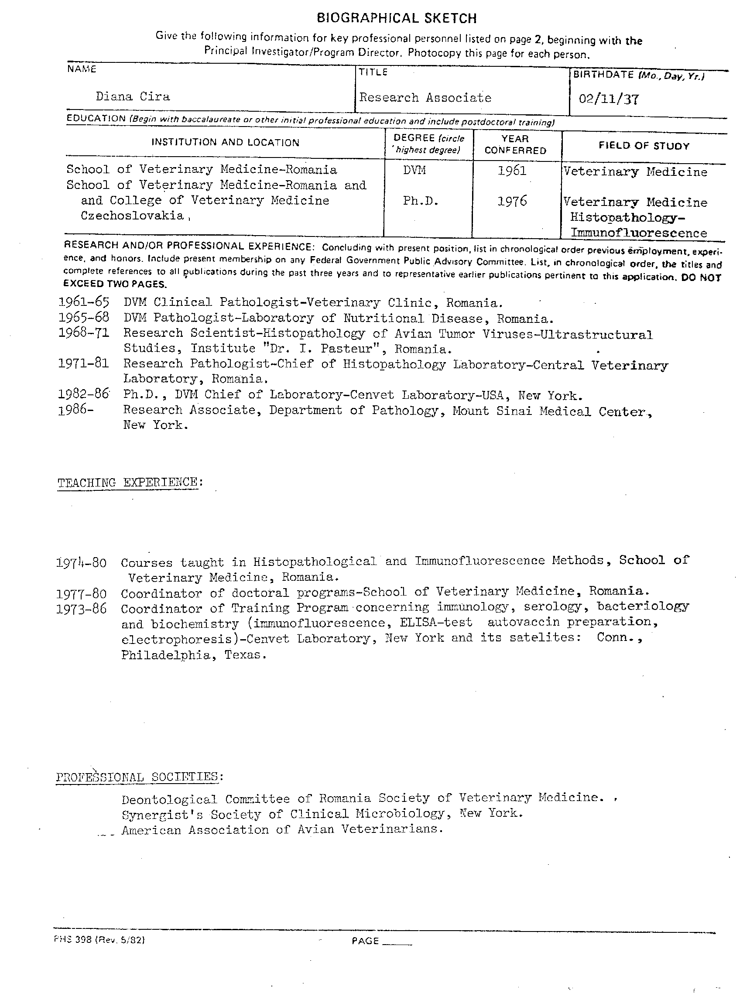 BIOGRAPHICAL SKETCH
Give the following information for key professional personnel listed on page 2, beginning with the
Principal Investigator/Program Director. Photocopy this page for each person.
NAME
TITLE
BIRTHDATE (Mo., Day, Yr.)
Diana Cira
Research Associate
02/11/37
EDUCATION (Begin with baccalaureate or other initial professional education and include postdoctoral training)
INSTITUTION AND LOCATION
DEGREE (circle highest degree)
YEAR CONFERRED
FIELD OF STUDY
School of Veterinary Medicine-Romania DVM 1961 Veterinary Medicine
School of Veterinary Medicine-Romania and
and College of Veterinary Medicine Ph.D. 1976 Veterinary Medicine
Czechoslovakia, Histopathology-
Immunofluorescence
RESEARCH AND/OR PROFESSIONAL EXPERIENCE: Concluding with present position, list in chronological order previous employment, experi-
ence, and honors. Include present membership on any Federal Government Public Advisory Committee. List, in chronological order, the titles and
complete references to all publications during the past three years and to representative earlier publications pertinent to this application. DO NOT
EXCEED TWO PAGES.
1961-65 DVM Clinical Pathologist-Veterinary Clinic, Romania.
1965-68 DVM Pathologist-Laboratory of Nutritional Disease, Romania.
1968-71 Research Scientist-Histopathology of Avian Tumor Viruses-Ultrastructural
Studies, Institute "Dr. I. Pasteur", Romania.
1971-81 Research Pathologist-Chief of Histopathology Laboratory-Central Veterinary
Laboratory, Romania.
1982-86 Ph.D., DVM Chief of Laboratory-Cenvet Laboratory-USA, New York.
1986- Research Associate, Department of Pathology, Mount Sinai Medical Center,
New York.
TEACHING EXPERIENCE:
1974-80 Courses taught in Histopathological and Immunofluorescence Methods, School of
Veterinary Medicine, Romania.
1977-80 Coordinator of doctoral programs-School of Veterinary Medicine, Romania.
1973-86 Coordinator of Training Program concerning immunology, serology, bacteriology
and biochemistry (immunofluorescence, ELISA-test autovaccin preparation,
electrophoresis)-Cenvet Laboratory, New York and its satelites: Conn.,
Philadelphia, Texas.
PROFESSIONAL SOCIETIES:
Deontological Committee of Romania Society of Veterinary Medicine.
Synergist's Society of Clinical Microbiology, New York.
American Association of Avian Veterinarians.
PHS 398 (Rev. 5/82)
PAGE